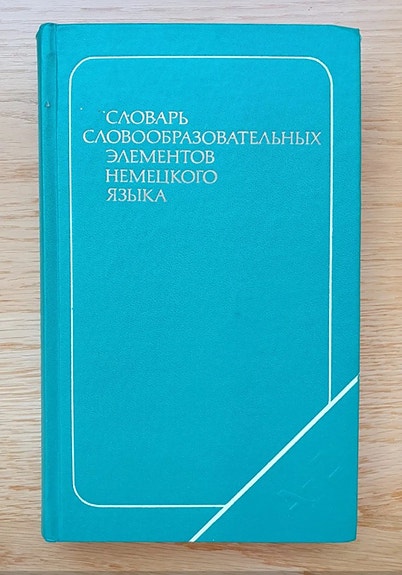 СЛОВАРЬ
СЛОВООБРАЗОВАТЕЛЬНЫХ
ЭЛЕМЕНТОВ
НЕМЕЦКОГО
ЯЗЫКА